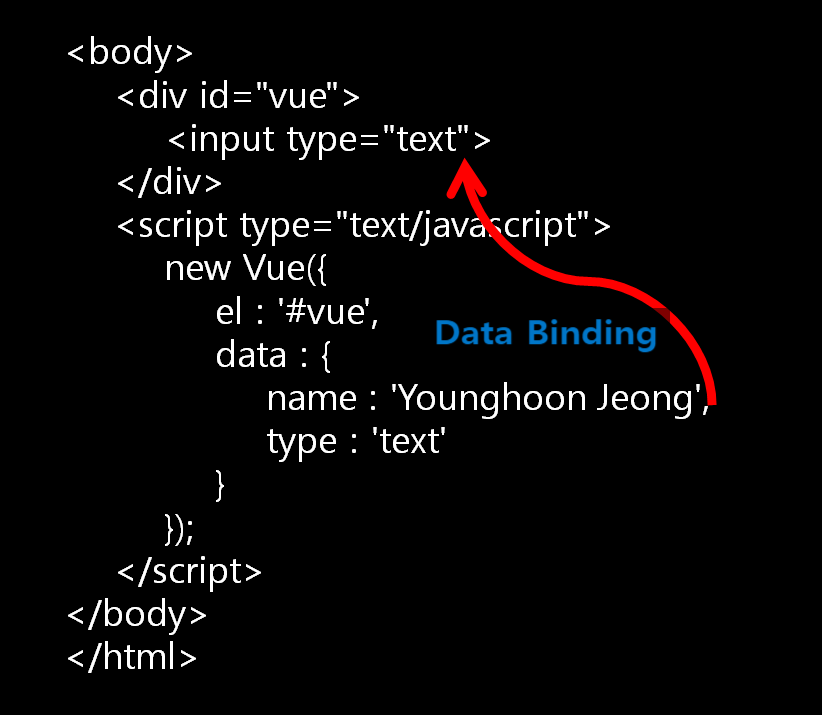 <body>
<div id="vue">
<input type="text">
</div>
<script type="text/javascript">
new Vue({
el : '#vue',
Data Binding
data : {
name : 'Younghoon Jeong',
type : 'text'
}
});
</script>
</body>
</html>